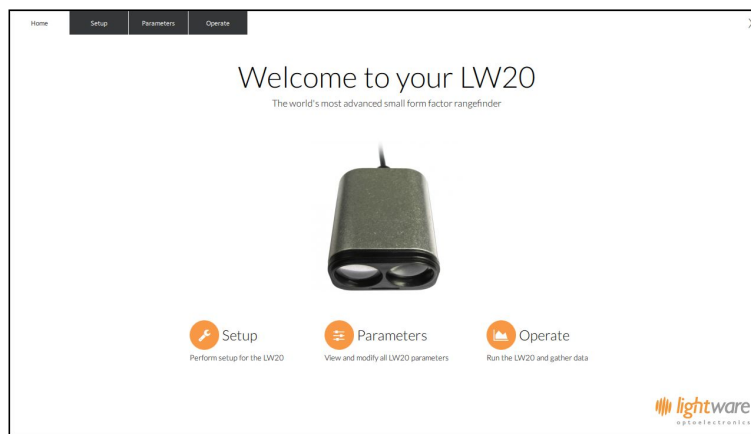 Home Setup Parameters Operate
Welcome to your LW20
The world's most advanced small form factor rangefinder
Setup Parameters Operate
Perform setup for the LW20 View and modify all LW20 parameters Run the LW20 and gather data
lightware
optoelectronics